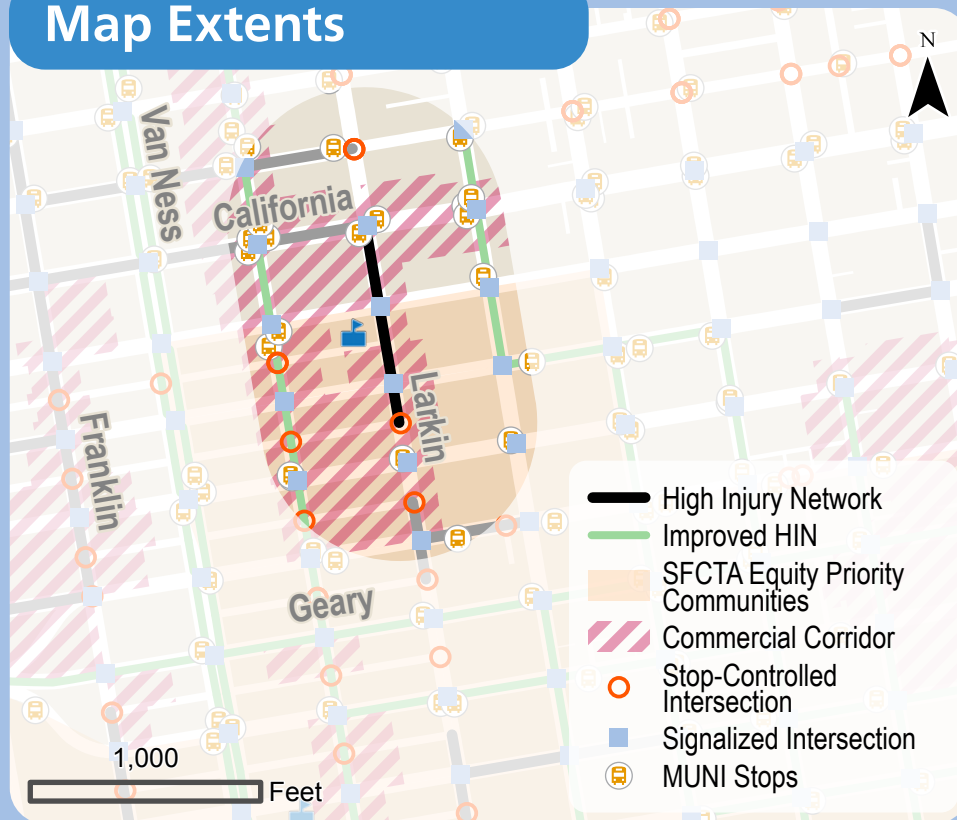 Map Extents
N
Van Ness
California
Larkin
Franklin
Geary
High Injury Network
Improved HIN
SFCTA Equity Priority
Communities
Commercial Corridor
Stop-Controlled
Intersection
Signalized Intersection
MUNI Stops
1,000
Feet